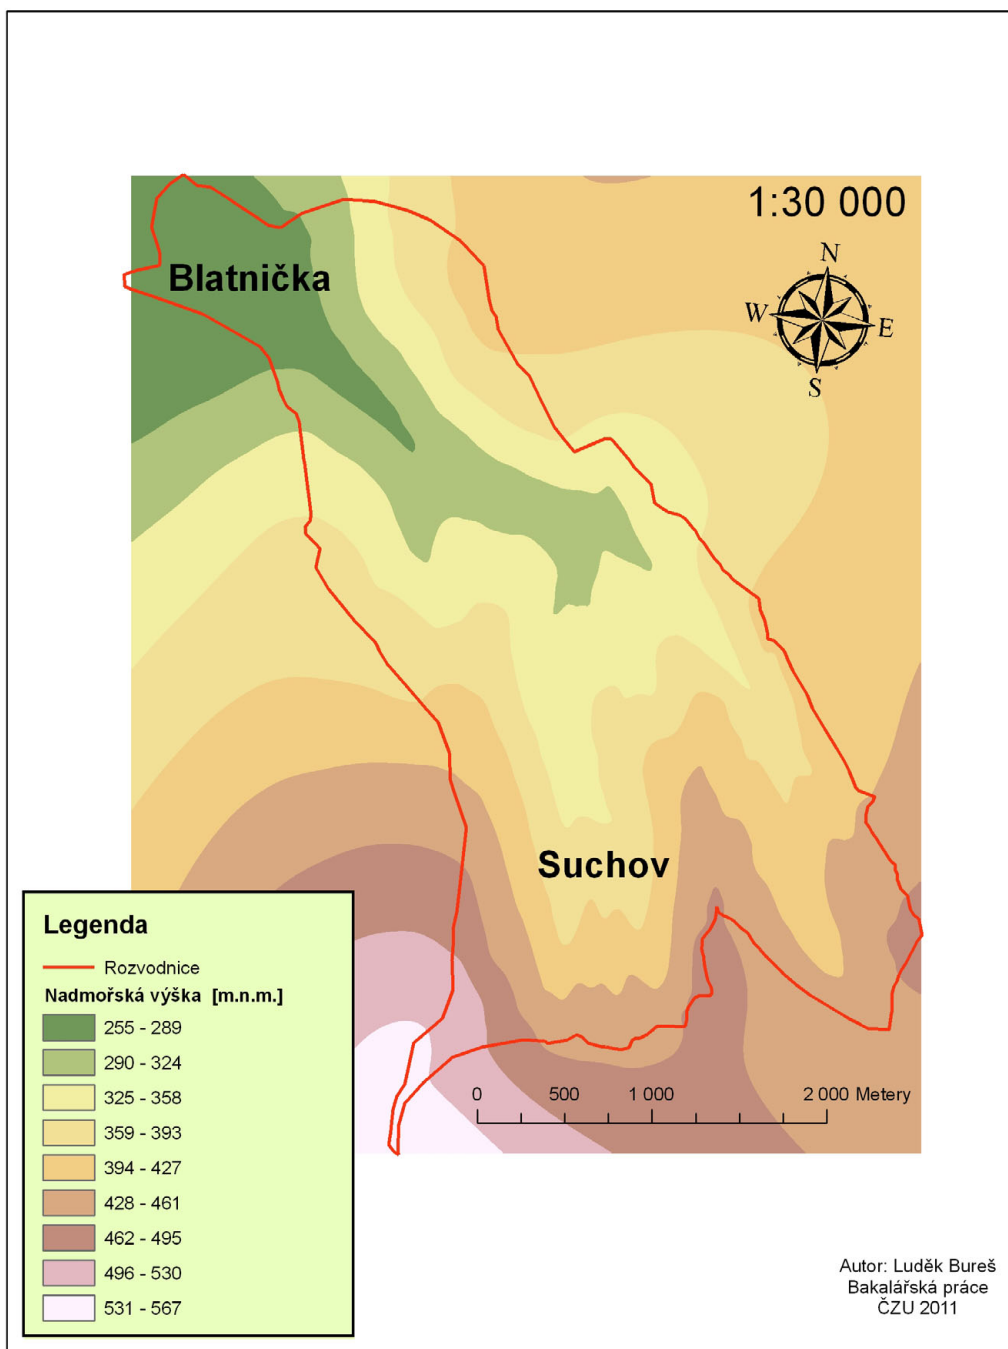 1:30 000
N
W
E
S
Blatnička
Suchov
Legenda
Rozvodnice
Nadmořská výška [m.n.m.]
255 - 289
290 - 324
325 - 358
359 - 393
394 - 427
428 - 461
462 - 495
496 - 530
531 - 567
0 500 1 000 2 000 Metery
Autor: Luděk Bureš
Bakalářská práce
ČZU 2011